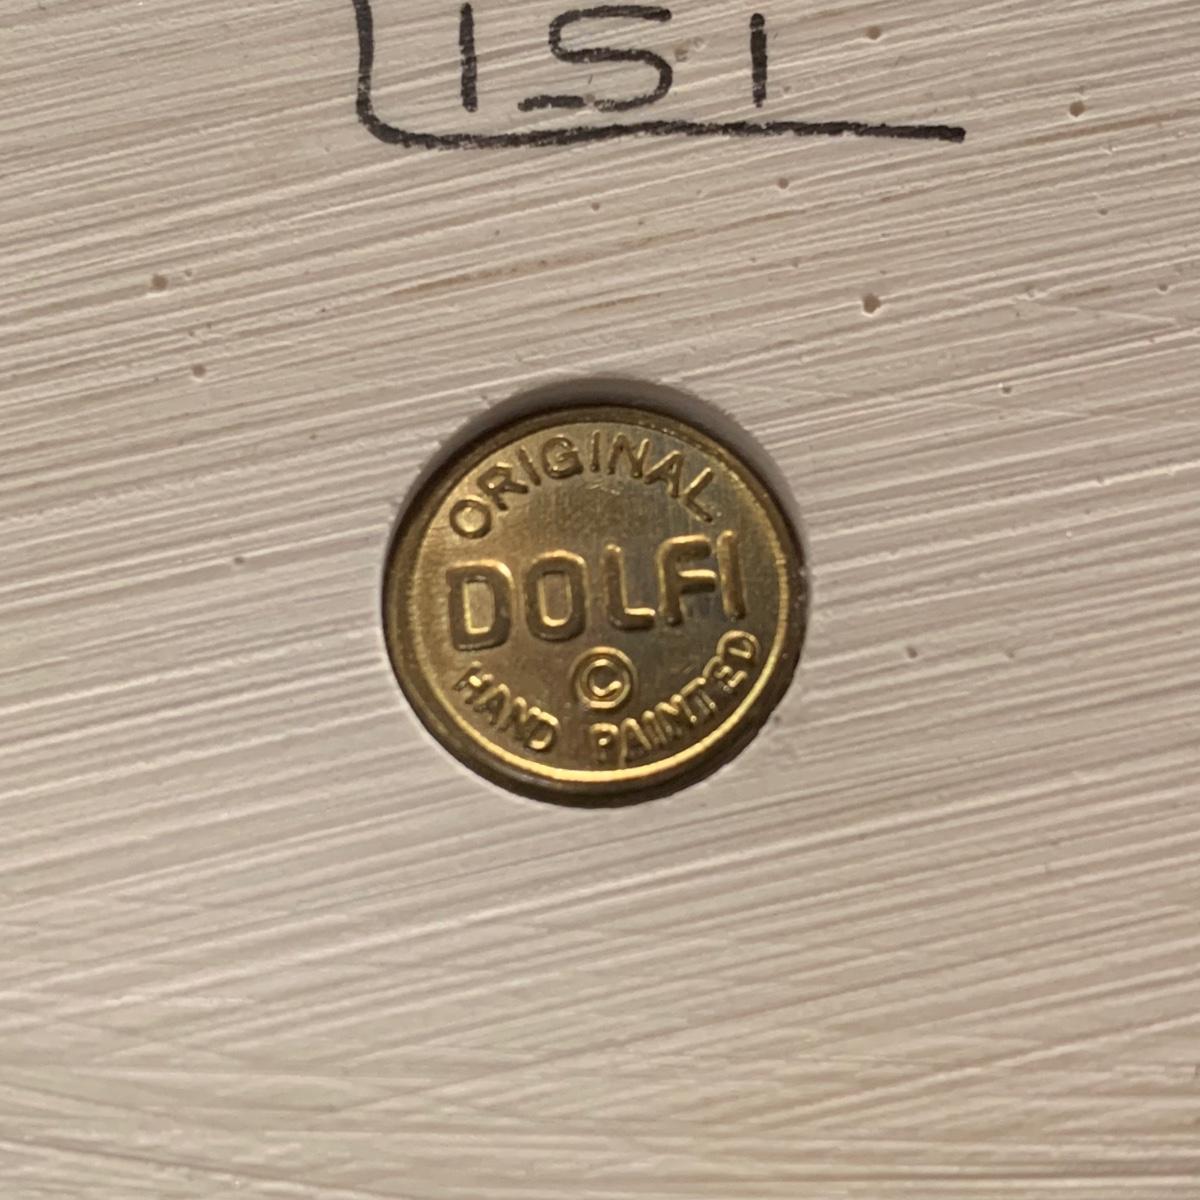 151
ORIGINAL
DOLFI
©
HAND PAINTED